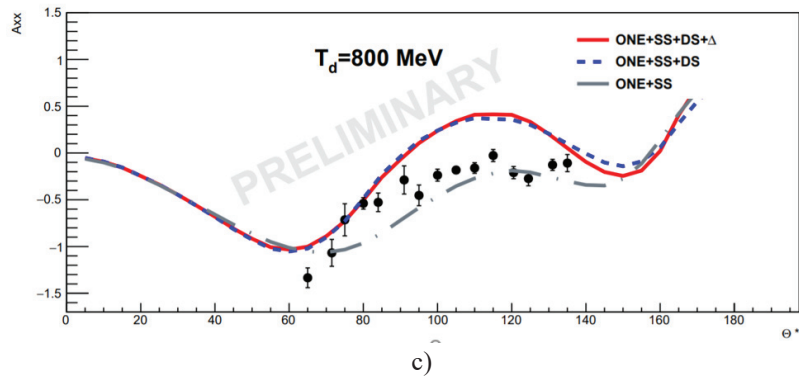 Axx
1.5
1
0.5
0
−0.5
−1
−1.5
T_d=800 MeV
PRELIMINARY
ONE+SS+DS+Δ
ONE+SS+DS
ONE+SS
0 20 40 60 80 100 120 140 160 180
Θ*
c)